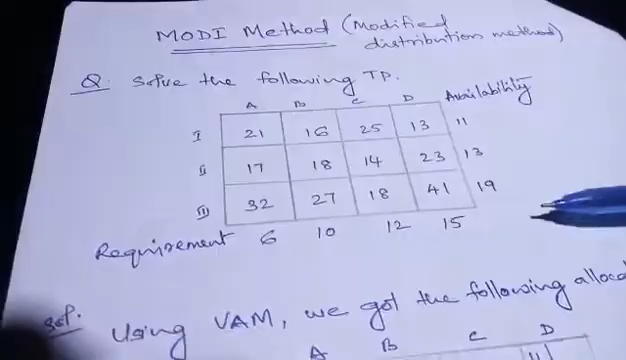 MODI Method (Modified
distribution method)
Q. Solve the following TP.
A B C D Availability
I 21 16 25 13 11
II 17 18 14 23 13
III 32 27 18 41 19
Requirement 6 10 12 15
Sol. Using VAM, we got the following
A B C D
11